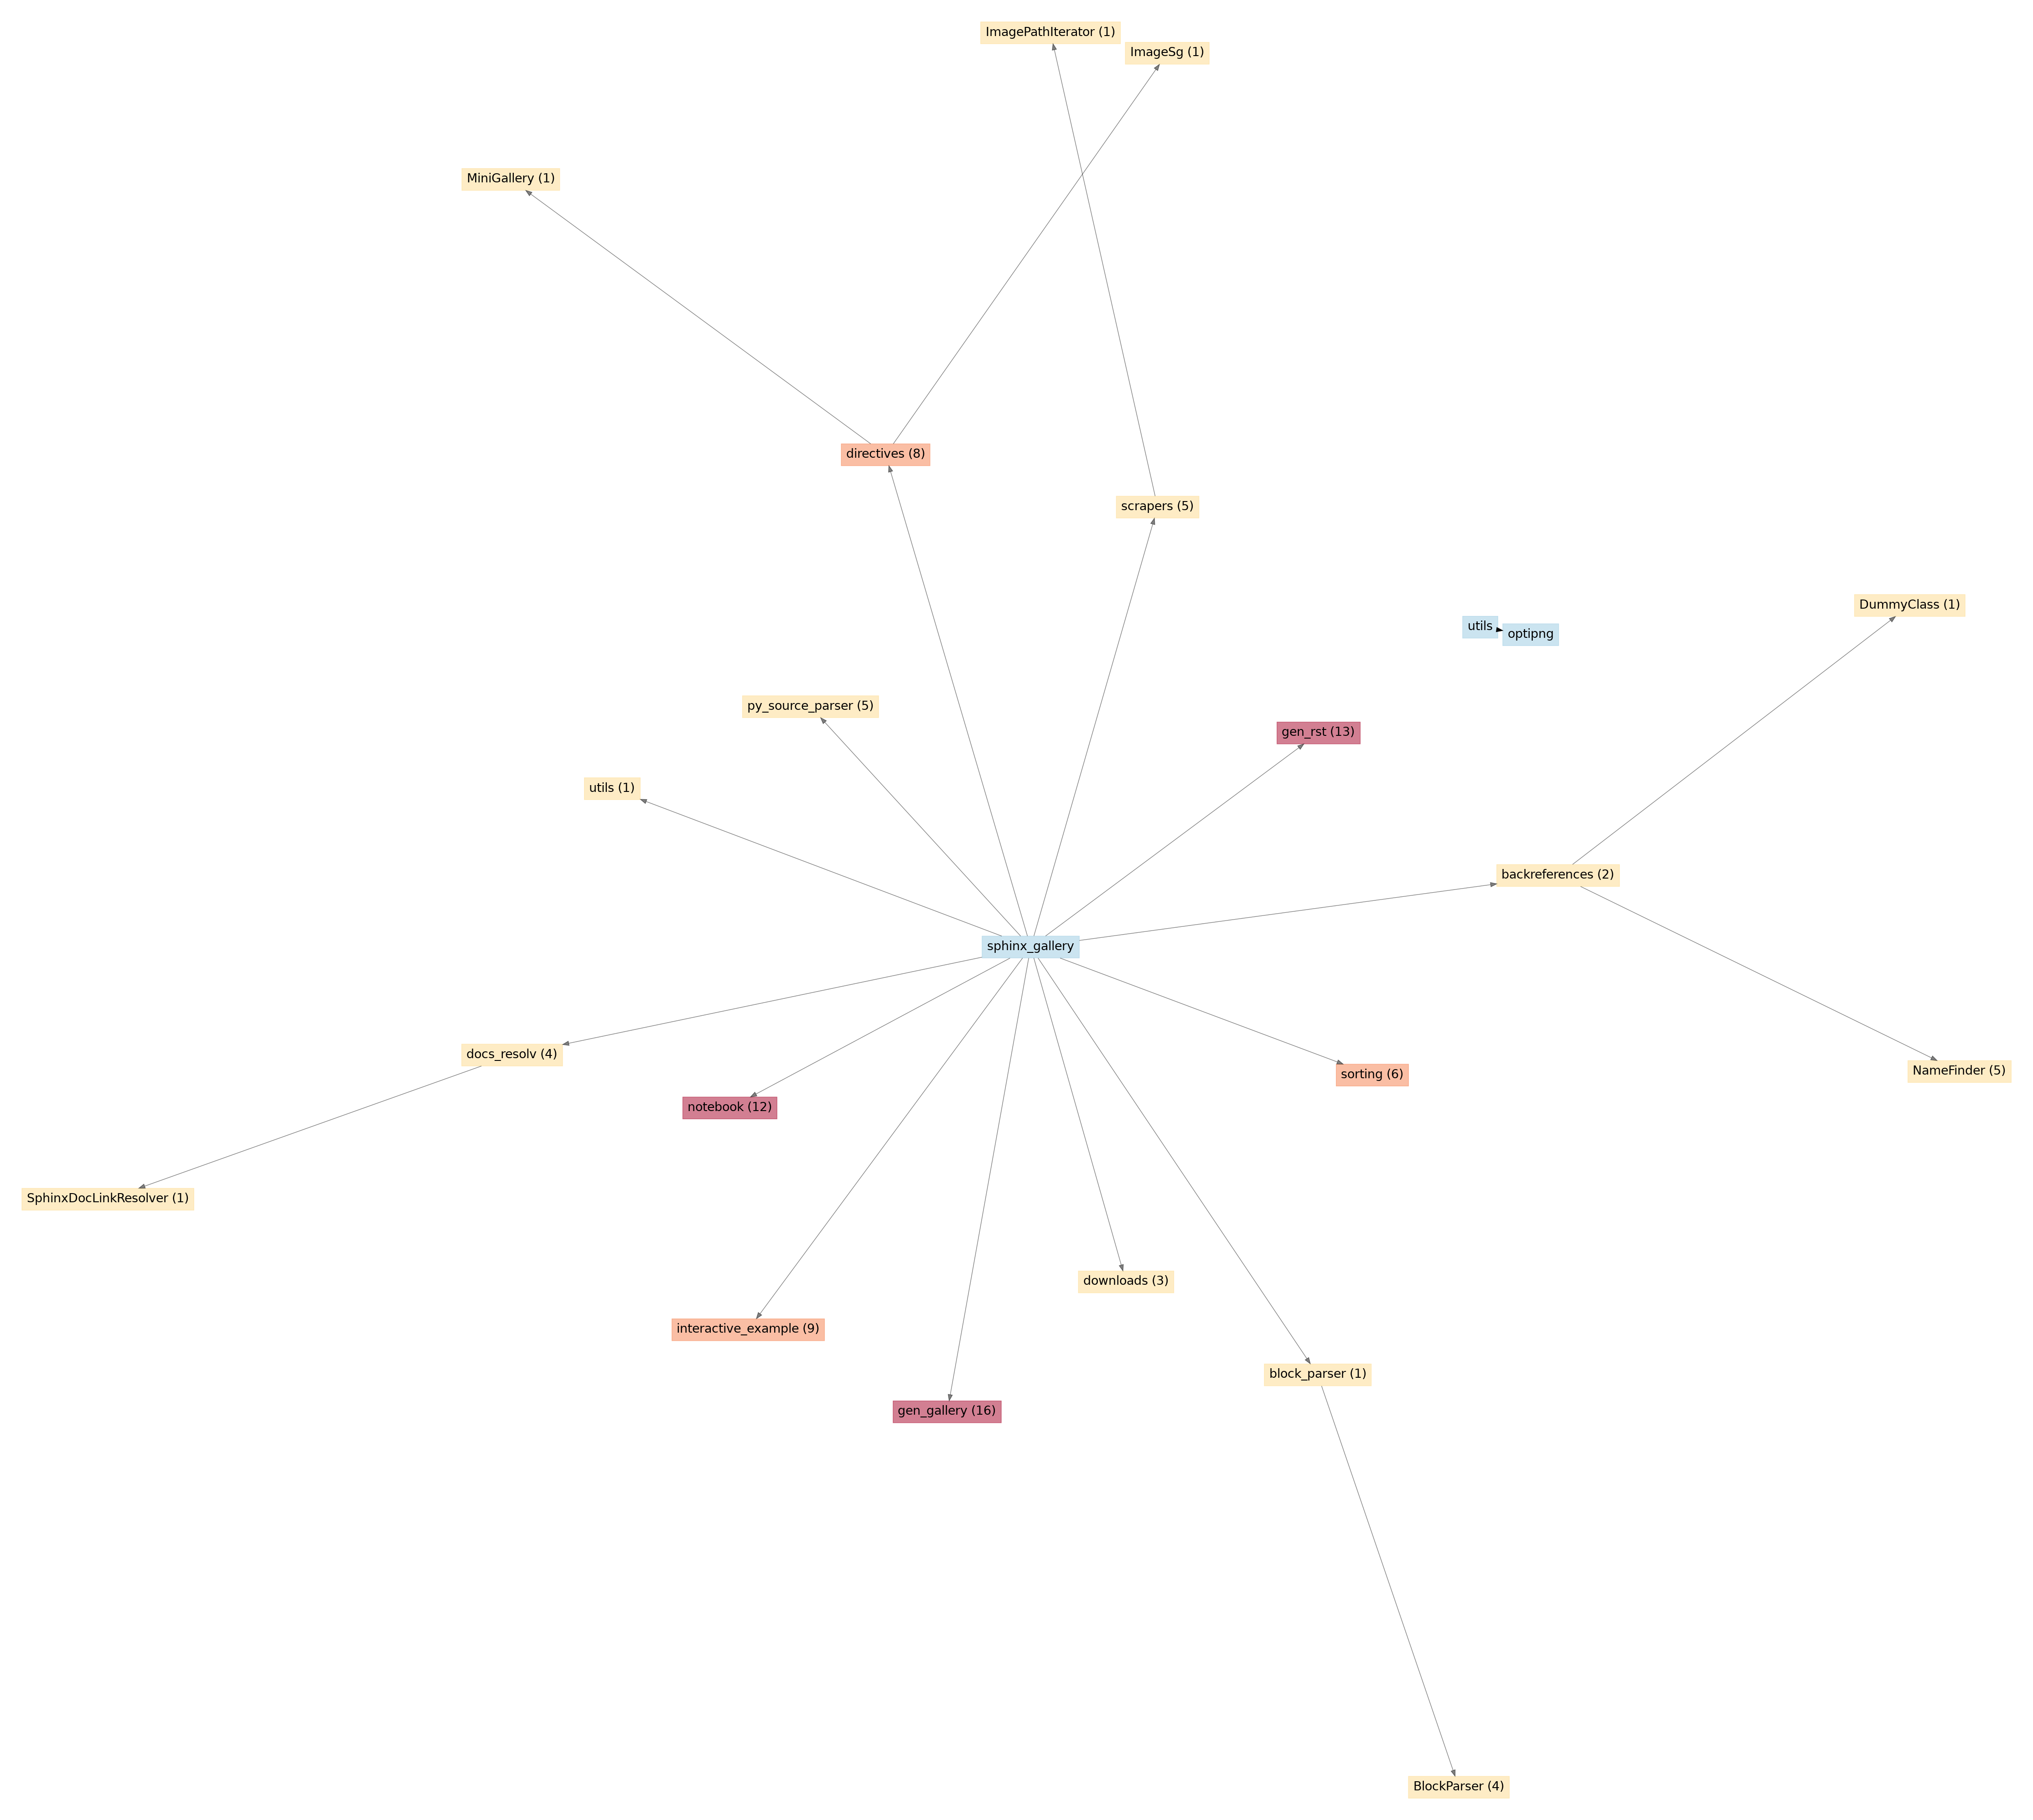 ImagePathIterator (1)
ImageSg (1)
MiniGallery (1)
directives (8)
scrapers (5)
DummyClass (1)
utils
optipng
py_source_parser (5)
gen_rst (13)
utils (1)
backreferences (2)
sphinx_gallery
docs_resolv (4)
NameFinder (5)
sorting (6)
notebook (12)
SphinxDocLinkResolver (1)
downloads (3)
interactive_example (9)
block_parser (1)
gen_gallery (16)
BlockParser (4)